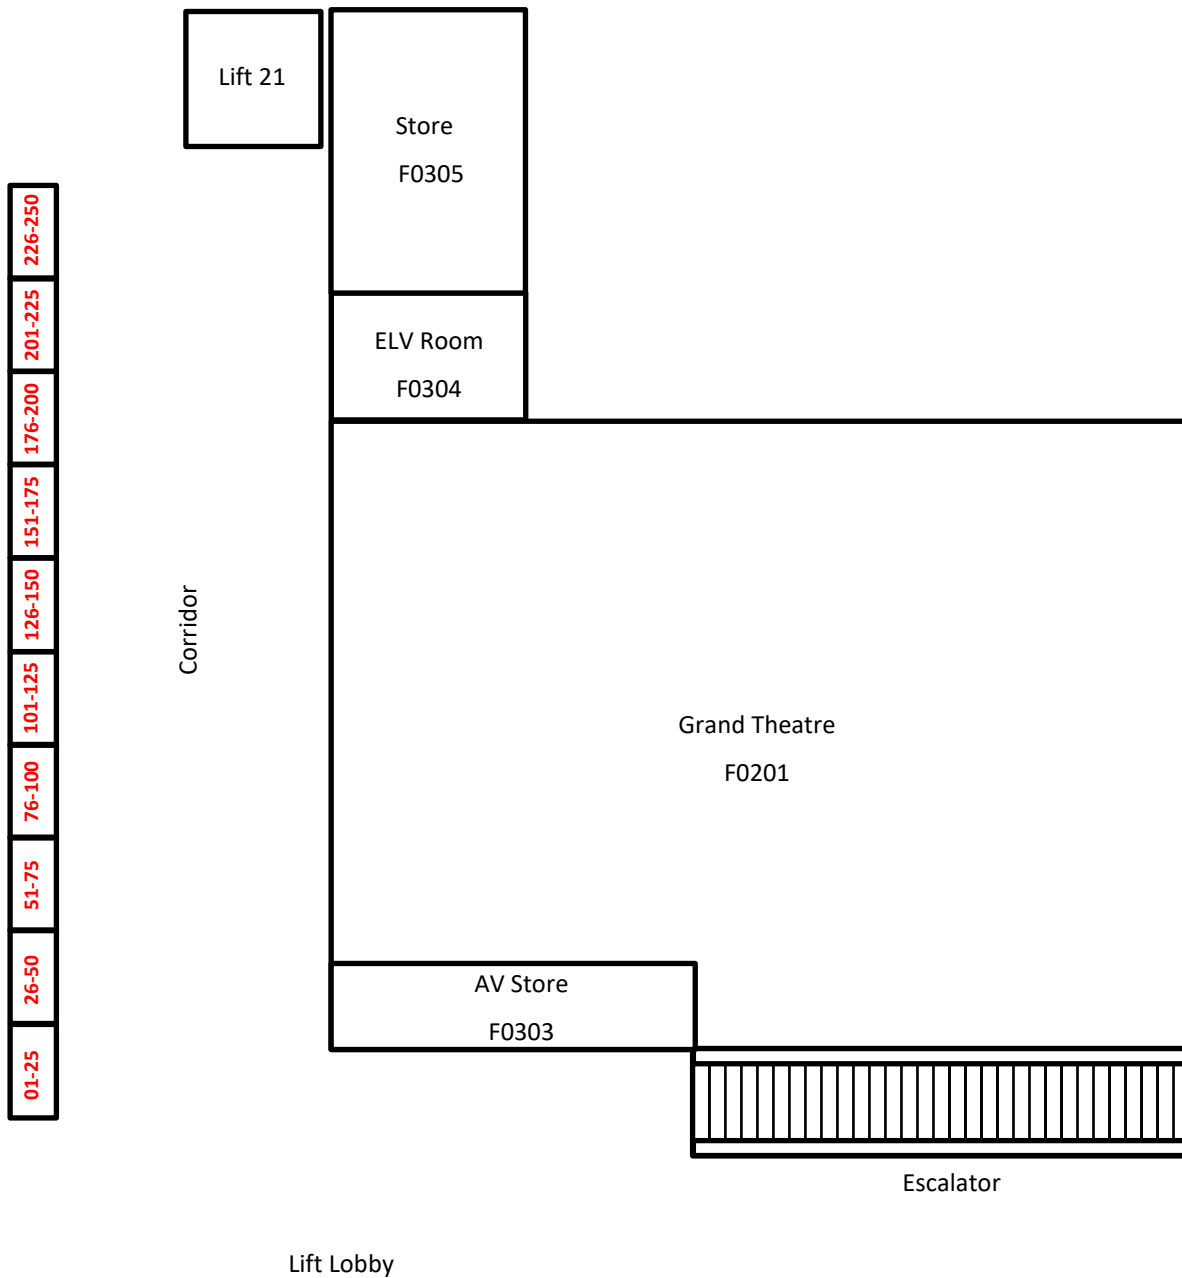 Lift 21
Store
F0305
226-250
201-225
176-200
151-175
126-150
101-125
76-100
51-75
26-50
01-25
ELV Room
F0304
Corridor
Grand Theatre
F0201
AV Store
F0303
Escalator
Lift Lobby